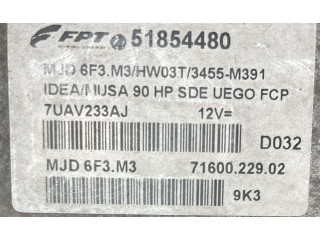 FPT 51854480
MJD 6F3.M3/HW03T/3455-M391
IDEA/MUSA 90 HP SDE UEGO FCP
7UAV233AJ 12V=
D032
MJD 6F3.M3 71600.229.02
9K3